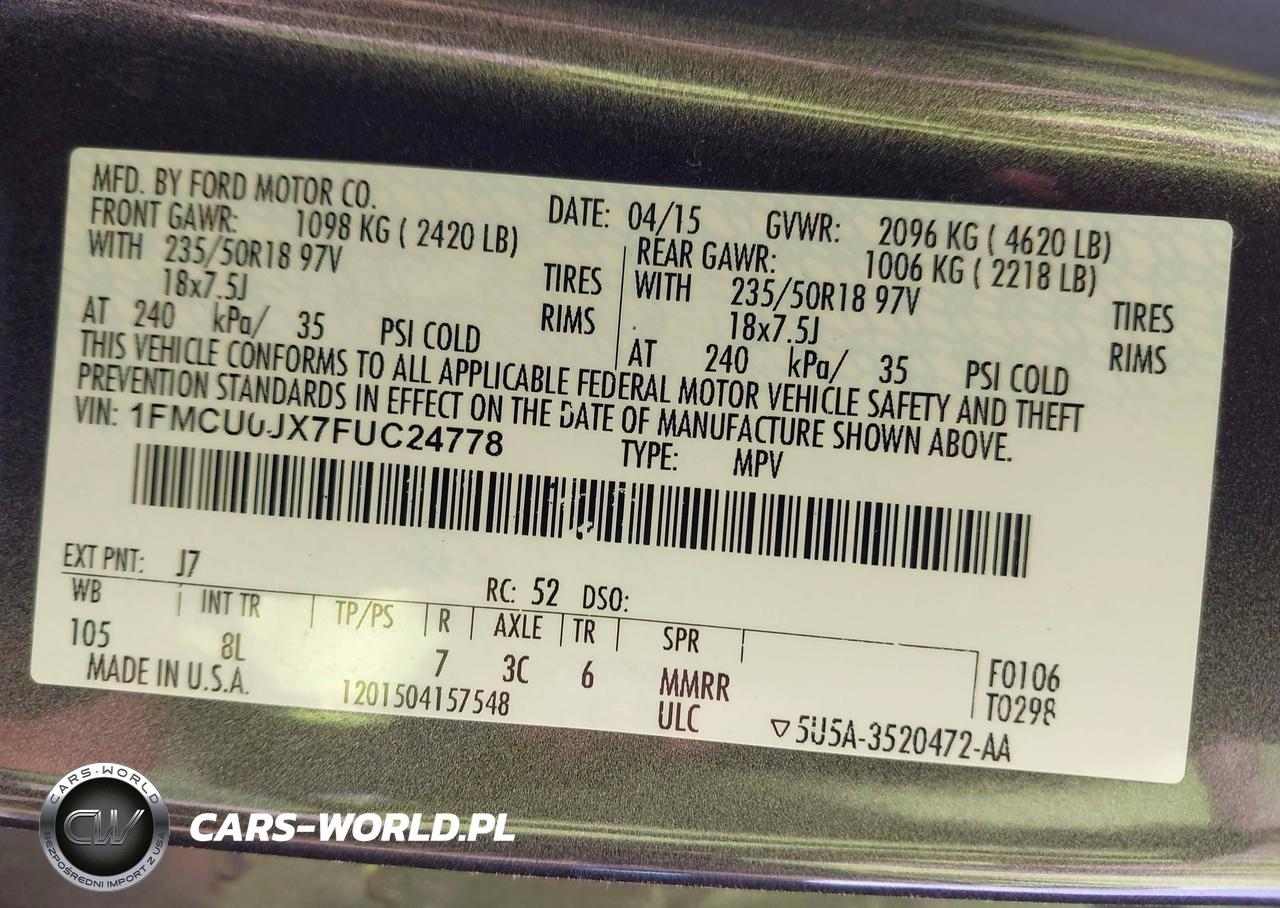 MFD. BY FORD MOTOR CO.
DATE: 04/15 GVWR: 2096 KG ( 4620 LB)
FRONT GAWR: 1098 KG ( 2420 LB)
WITH 235/50R18 97V TIRES
18x7.5J RIMS
AT 240 kPa/ 35 PSI COLD
REAR GAWR: 1006 KG ( 2218 LB)
WITH 235/50R18 97V TIRES
18x7.5J RIMS
AT 240 kPa/ 35 PSI COLD
THIS VEHICLE CONFORMS TO ALL APPLICABLE FEDERAL MOTOR VEHICLE SAFETY AND THEFT
PREVENTION STANDARDS IN EFFECT ON THE DATE OF MANUFACTURE SHOWN ABOVE.
VIN: 1FMCU0JX7FUC24778 TYPE: MPV
EXT PNT: J7 RC: 52 DSO:
WB INT TR TP/PS R AXLE TR SPR
105 8L 7 3C 6 MMRR F0106
MADE IN U.S.A. 1201504157548 ULC T0298
▽5U5A-3520472-AA
CARS-WORLD
CW
BEZPOŚREDNI IMPORT Z USA
CARS-WORLD.PL